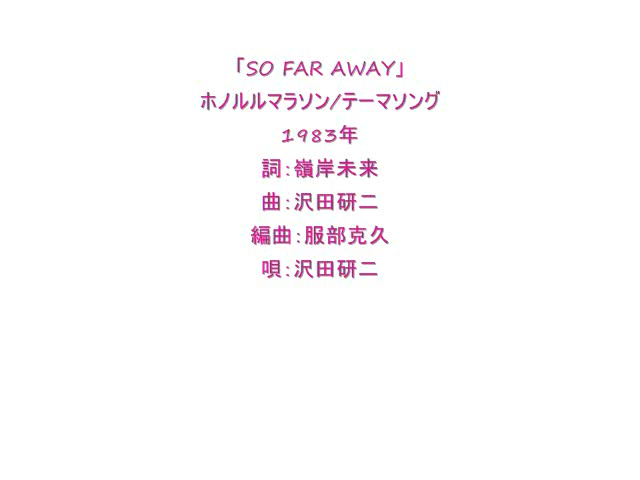 「SO FAR AWAY」
ホノルルマラソン/テーマソング
1983年
詞：嶺岸未来
曲：沢田研二
編曲：服部克久
唄：沢田研二